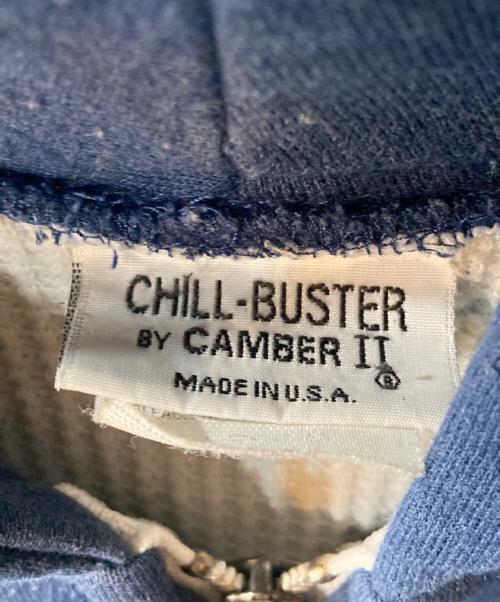 CHILL-BUSTER
BY CAMBER II ®
MADE IN U.S.A.